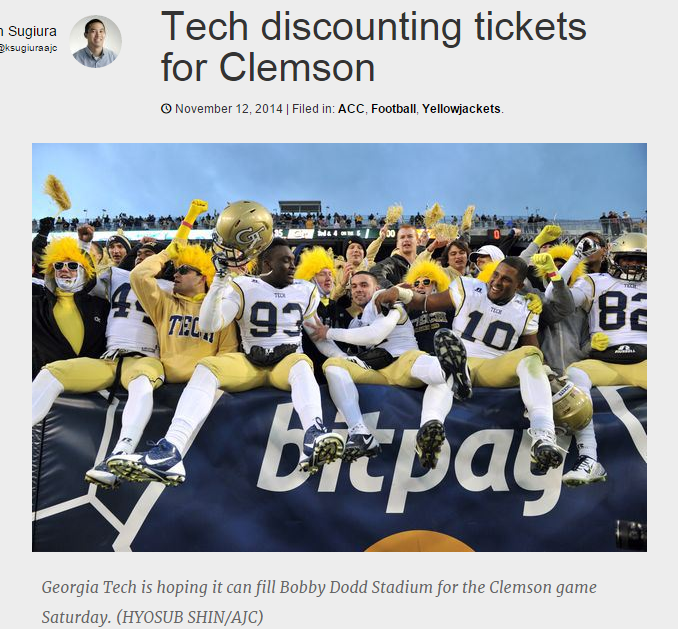 Tech discounting tickets
for Clemson
Sugiura
@ksugiuraajc
November 12, 2014 | Filed in: ACC, Football, Yellowjackets.
GT
TECH
93
TECH
10
TECH
82
bitpay
Georgia Tech is hoping it can fill Bobby Dodd Stadium for the Clemson game
Saturday. (HYOSUB SHIN/AJC)